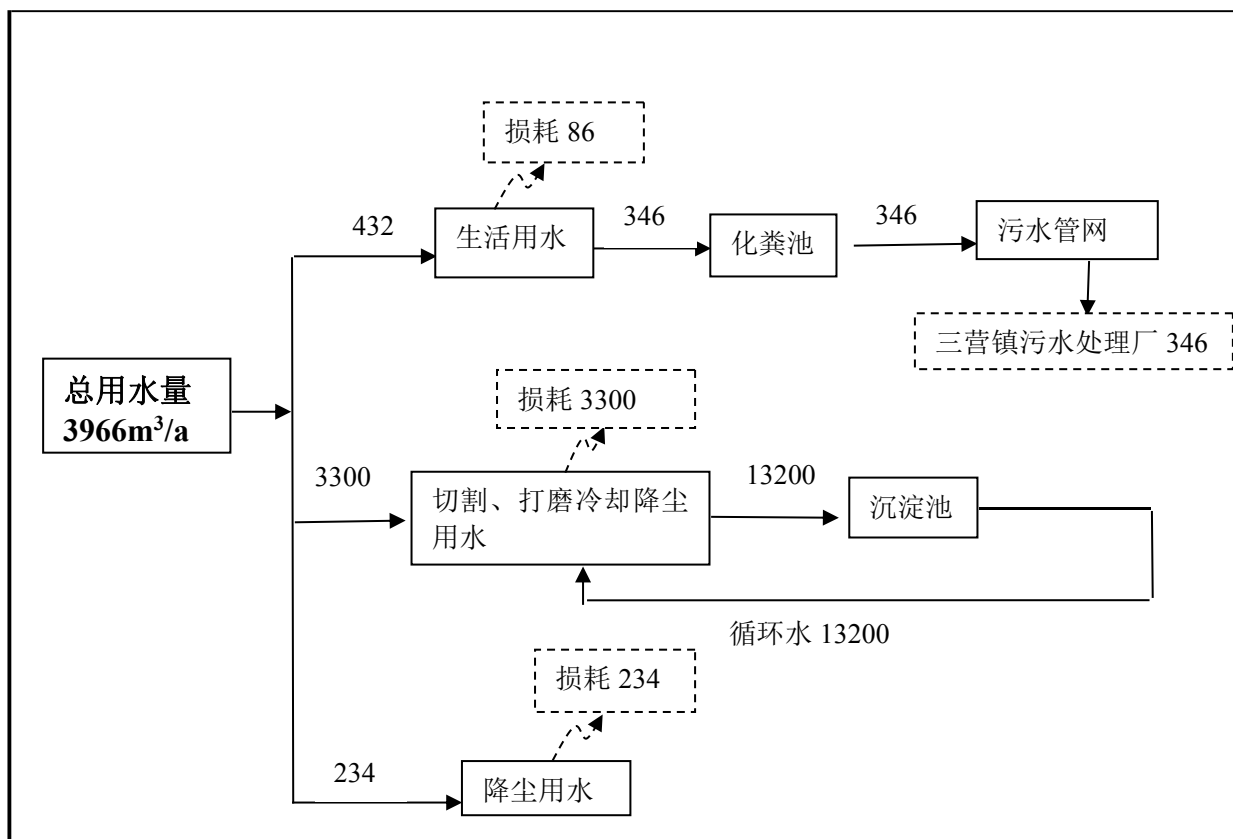 损耗 86
432
生活用水
346
化粪池
346
污水管网
三营镇污水处理厂 346
总用水量
3966m³/a
损耗 3300
3300
切割、打磨冷却降尘
用水
13200
沉淀池
循环水 13200
损耗 234
234
降尘用水